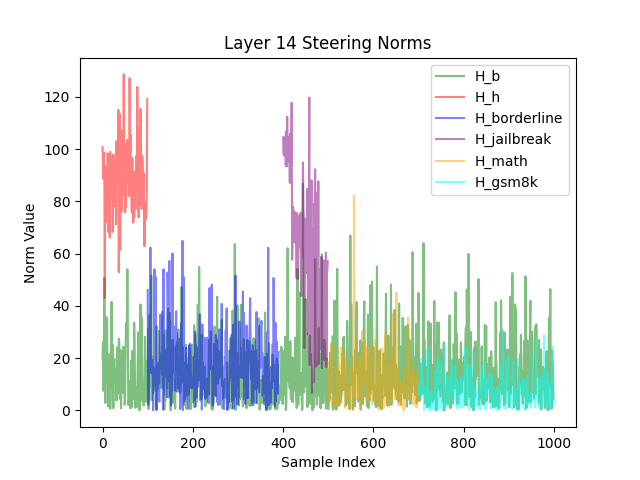 Layer 14 Steering Norms
Norm Value
120
100
80
60
40
20
0
H_b
H_h
H_borderline
H_jailbreak
H_math
H_gsm8k
0
200
400
600
800
1000
Sample Index